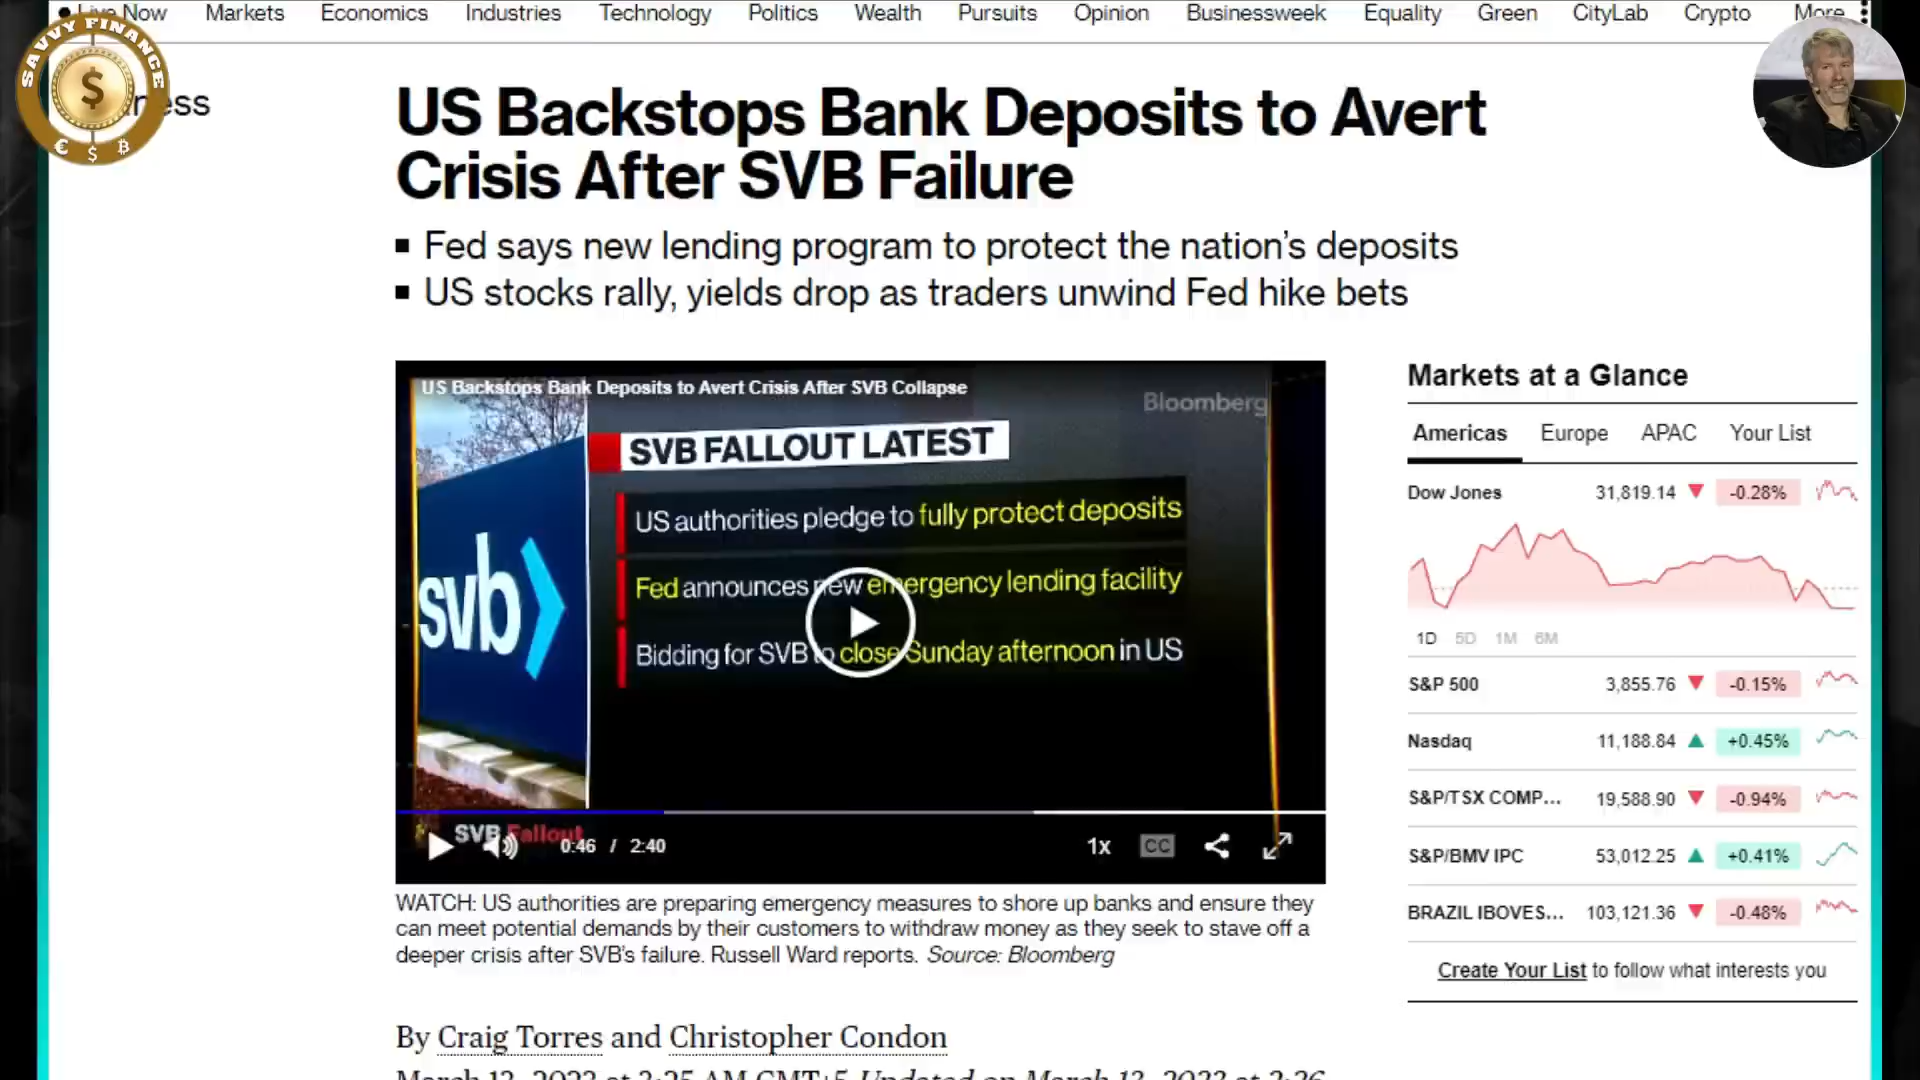 Live Now Markets Economics Industries Technology Politics Wealth Pursuits Opinion Businessweek Equality Green CityLab Crypto More
SAVVY FINANCE
$
€ $ ₿
ness
US Backstops Bank Deposits to Avert
Crisis After SVB Failure
Fed says new lending program to protect the nation's deposits
US stocks rally, yields drop as traders unwind Fed hike bets
US Backstops Bank Deposits to Avert Crisis After SVB Collapse
Bloomberg
SVB FALLOUT LATEST
US authorities pledge to fully protect deposits
Fed announces new emergency lending facility
Bidding for SVB to close Sunday afternoon in US
svb
SVB Fallout
0:46 / 2:40
1x CC
WATCH: US authorities are preparing emergency measures to shore up banks and ensure they
can meet potential demands by their customers to withdraw money as they seek to stave off a
deeper crisis after SVB's failure. Russell Ward reports. Source: Bloomberg
By Craig Torres and Christopher Condon
Markets at a Glance
Americas Europe APAC Your List
Dow Jones 31,819.14 -0.28%
1D 5D 1M 6M
S&P 500 3,855.76 -0.15%
Nasdaq 11,188.84 +0.45%
S&P/TSX COMP... 19,588.90 -0.94%
S&P/BMV IPC 53,012.25 +0.41%
BRAZIL IBOVES... 103,121.36 -0.48%
Create Your List to follow what interests you